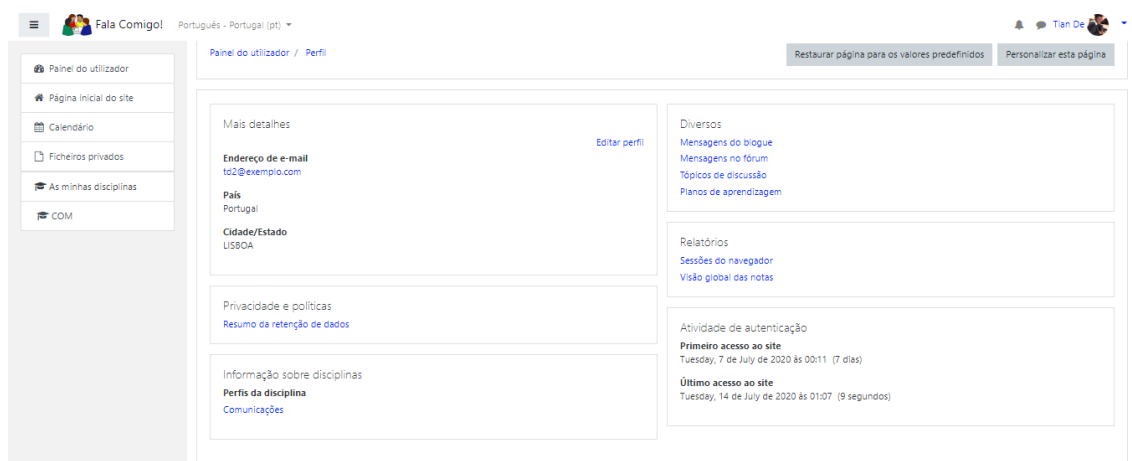 Fala Comigo!
Português - Portugal (pt)
Tian De
Painel do utilizador / Perfil
Restaurar página para os valores predefinidos
Personalizar esta página
Painel do utilizador
Página inicial do site
Calendário
Ficheiros privados
As minhas disciplinas
COM
Mais detalhes
Editar perfil
Endereço de e-mail
td2@exemplo.com
País
Portugal
Cidade/Estado
LISBOA
Privacidade e políticas
Resumo da retenção de dados
Informação sobre disciplinas
Perfis da disciplina
Comunicações
Diversos
Mensagens do blogue
Mensagens no fórum
Tópicos de discussão
Planos de aprendizagem
Relatórios
Sessões do navegador
Visão global das notas
Atividade de autenticação
Primeiro acesso ao site
Tuesday, 7 de July de 2020 às 00:11 (7 dias)
Último acesso ao site
Tuesday, 14 de July de 2020 às 01:07 (9 segundos)